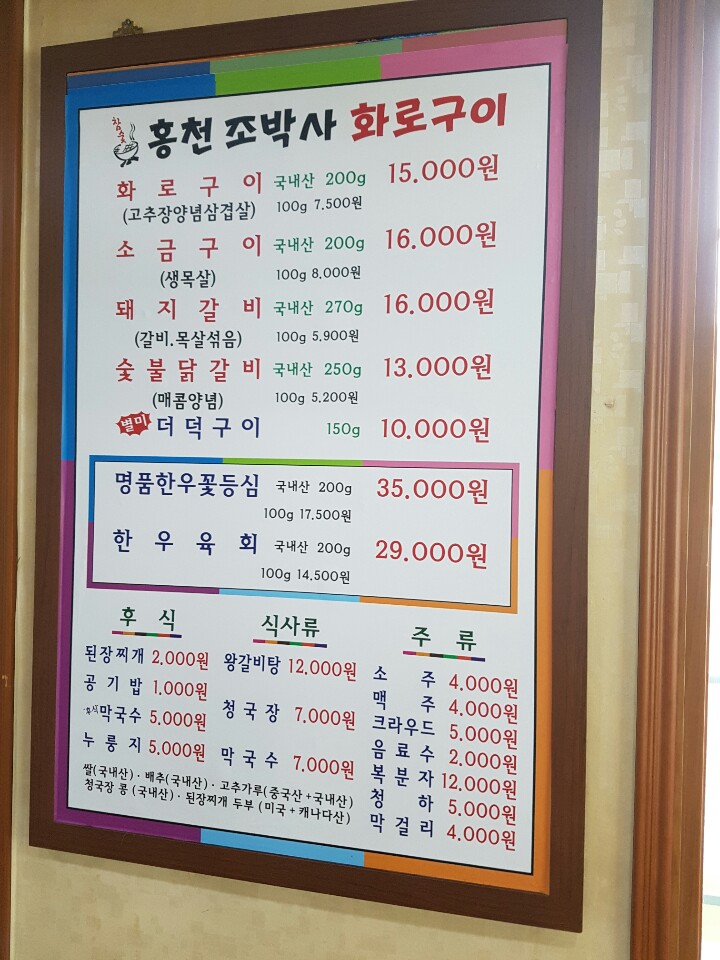 참숯
홍천 조박사 화로구이
화로구이 국내산 200g 15.000원
(고추장양념삼겹살) 100g 7.500원
소금구이 국내산 200g 16.000원
(생목살) 100g 8.000원
돼지갈비 국내산 270g 16.000원
(갈비.목살섞음) 100g 5.900원
숯불닭갈비 국내산 250g 13.000원
(매콤양념) 100g 5.200원
별미 더덕구이 150g 10.000원
명품한우꽃등심 국내산 200g 35.000원
100g 17.500원
한우육회 국내산 200g 29.000원
100g 14.500원
후식
된장찌개 2.000원
공기밥 1.000원
후식막국수 5.000원
누룽지 5.000원
식사류
왕갈비탕 12.000원
청국장 7.000원
막국수 7.000원
주류
소주 4.000원
맥주 4.000원
크라우드 5.000원
음료수 2.000원
복분자 12.000원
청하 5.000원
막걸리 4.000원
쌀(국내산)· 배추(국내산)· 고추가루(중국산+국내산)
청국장 콩 (국내산)· 된장찌개 두부 (미국+캐나다산)